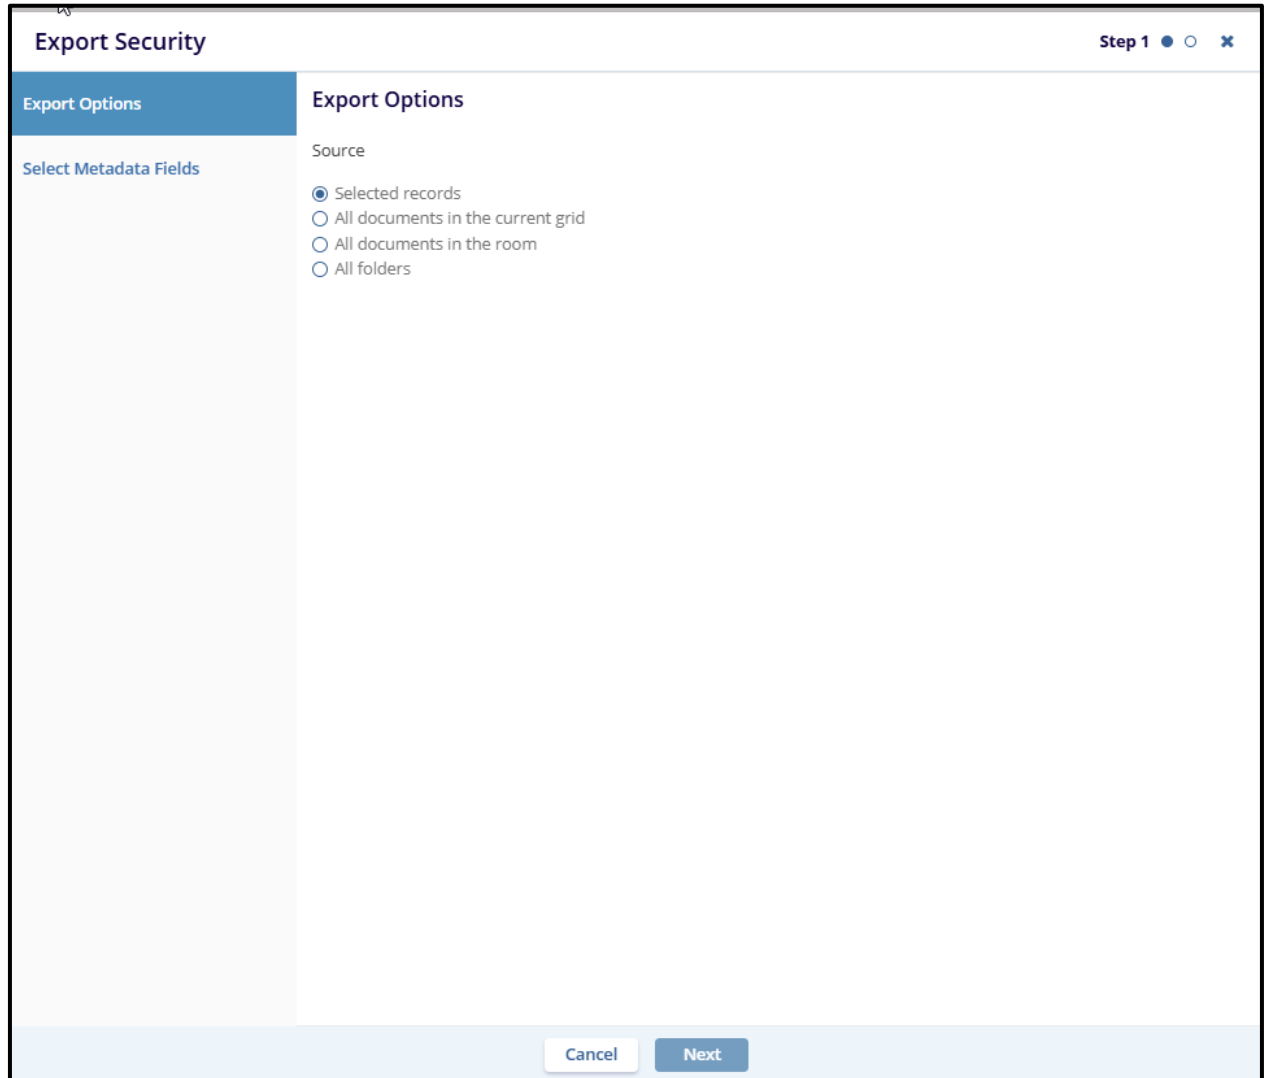 Export Security
Step 1
Export Options
Select Metadata Fields
Export Options
Source
Selected records
All documents in the current grid
All documents in the room
All folders
Cancel
Next